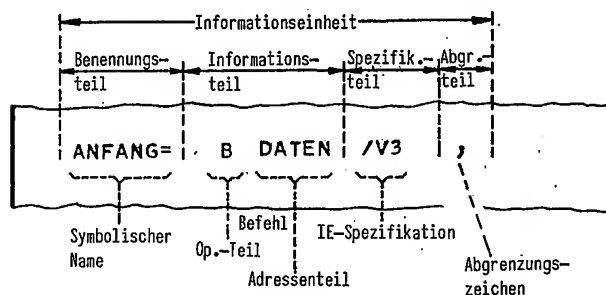 Informationseinheit
Benennungs- Informations- Spezifik.- Abgr.-
teil teil teil teil
ANFANG= B DATEN /V3 ,
Befehl
Symbolischer Op.-Teil IE-Spezifikation
Name
Adressenteil Abgrenzungs-
zeichen